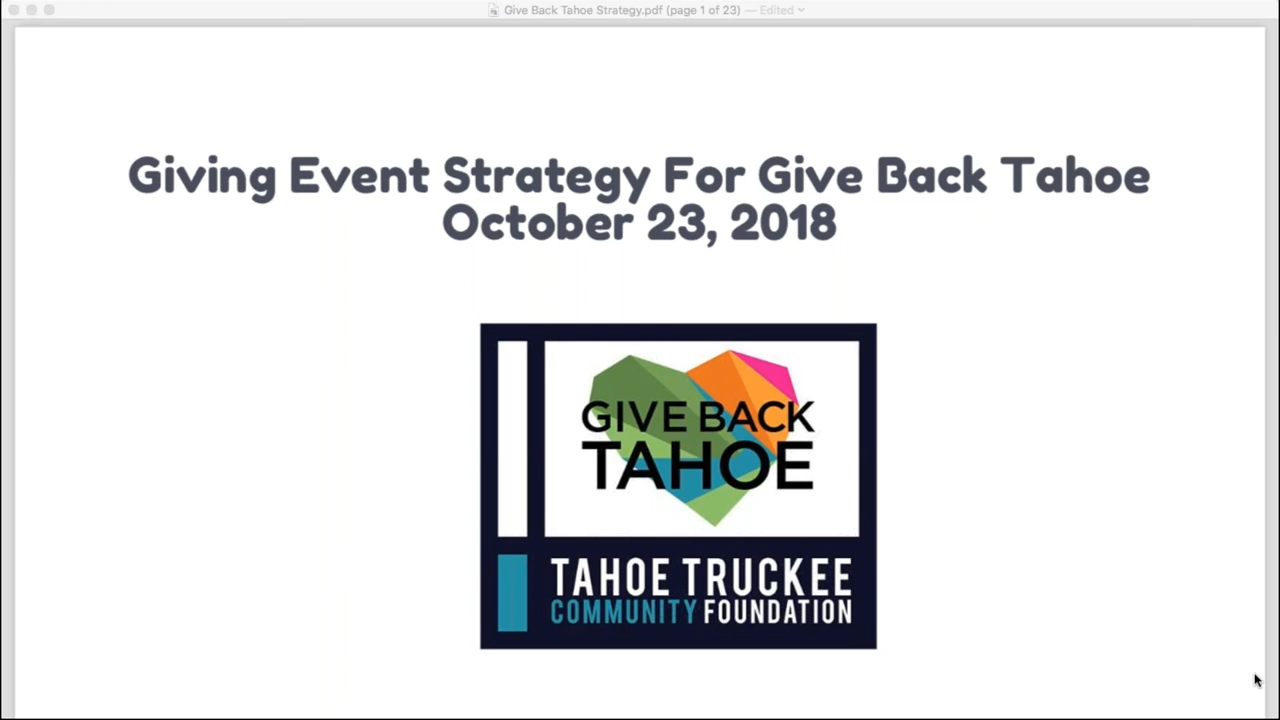 Give Back Tahoe Strategy.pdf (page 1 of 23) — Edited
Giving Event Strategy For Give Back Tahoe
October 23, 2018
GIVE BACK
TAHOE
TAHOE TRUCKEE
COMMUNITY FOUNDATION